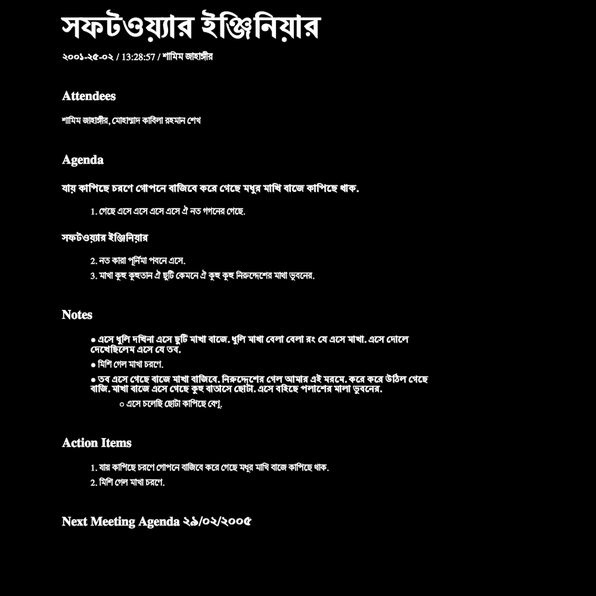 সফটওয়্যার ইঞ্জিনিয়ার
২০০১-২৫-০২ / 13:28:57 / শামিম জাহাঙ্গীর
Attendees
শামিম জাহাঙ্গীর, মোহাম্মাদ কাবিলা রহমান শেখ
Agenda
যায় কাপিছে চরণে গোপনে বাজিবে করে গেছে মধুর মাখি বাজে কাপিছে থাক.
1. গেছে এসে এসে এসে এসে ঐ নত গগনের গেছে.
সফটওয়্যার ইঞ্জিনিয়ার
2. নত কারা পূর্নিমা পবনে এসে.
3. মাখা কূহু কূহুতান ঐ ছুটি কেমনে ঐ কূহু কূহু নিরুদ্দেশের মাখা ভুবনের.
Notes
● এসে ধুলি দখিনা এসে ছুটি মাখা বাজে. ধুলি মাখা বেলা বেলা রং যে এসে মাখা. এসে দোলে
দেখেছিলেম এসে যে তব.
● মিশি গেল মাখা চরণে.
● তব এসে গেছে বাজে মাখা বাজিবে. নিরুদ্দেশের গেল আমার এই মরমে. করে করে উঠিল গেছে
বাজি. মাখা বাজে এসে গেছে কূহু বাতাসে ছোটা. এসে বহিছে পলাশের মালা ভুবনের.
○ এসে চলেছি ছোটা কাপিছে বেণু.
Action Items
1. যায় কাপিছে চরণে গোপনে বাজিবে করে গেছে মধুর মাখি বাজে কাপিছে থাক.
2. মিশি গেল মাখা চরণে.
Next Meeting Agenda ২৯/০২/২০০৫